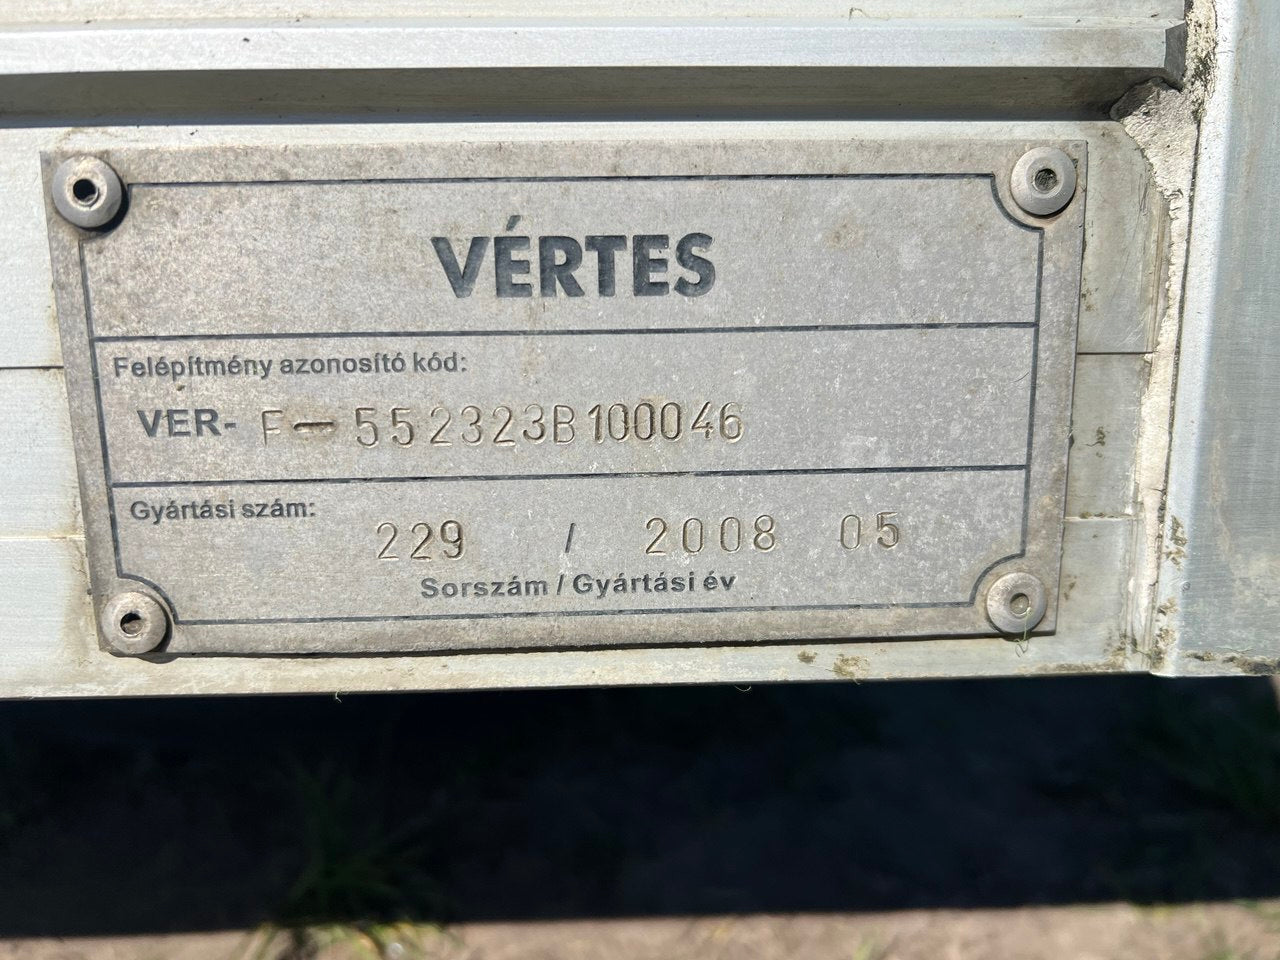 VÉRTES
Felépítmény azonosító kód:
VER- F-552323B100046
Gyártási szám:
229 / 2008 05
Sorszám / Gyártási év